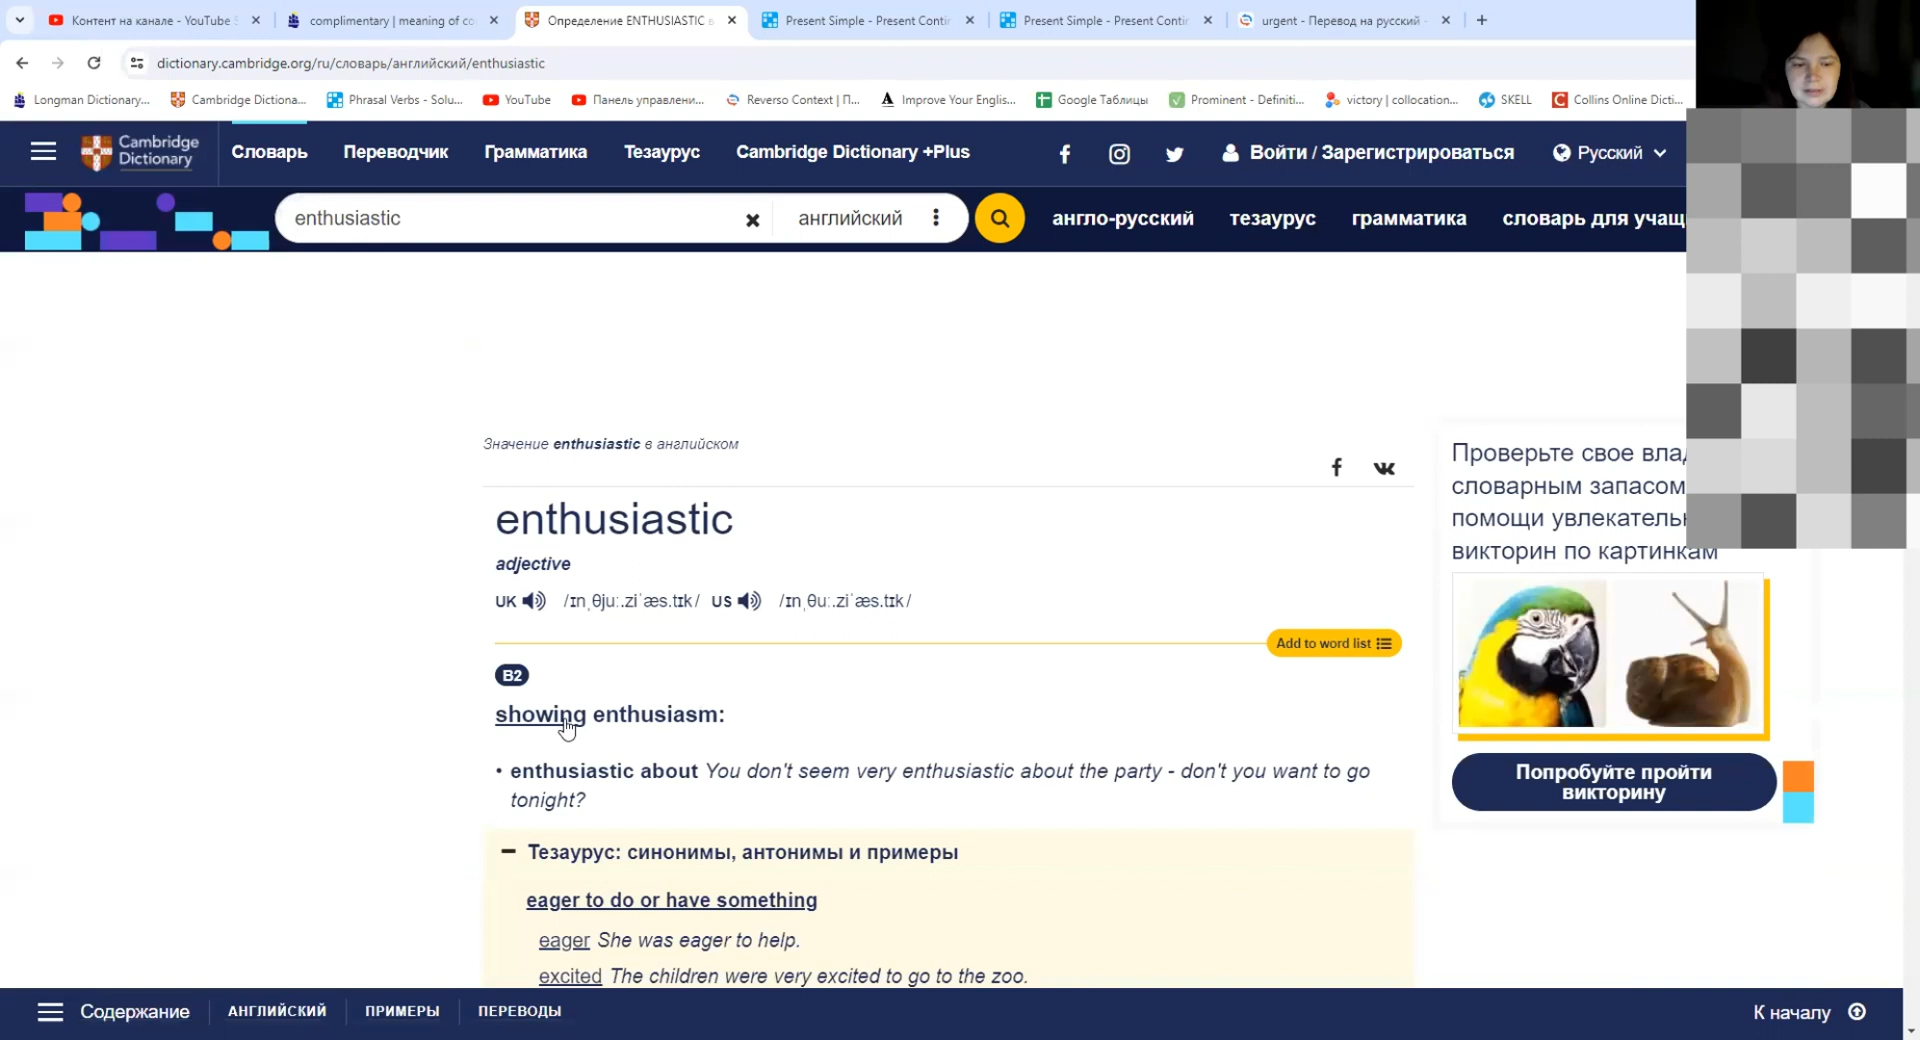 Контент на канале - YouTube S
complimentary | meaning of co
Определение ENTHUSIASTIC в
Present Simple - Present Contin
Present Simple - Present Contin
urgent - Перевод на русский -
dictionary.cambridge.org/ru/словарь/английский/enthusiastic
Longman Dictionary...
Cambridge Dictiona...
Phrasal Verbs - Solu...
YouTube
Панель управлени...
Reverso Context | П...
Improve Your Englis...
Google Таблицы
Prominent - Definiti...
victory | collocation...
SKELL
Collins Online Dicti...
Cambridge
Dictionary
Словарь
Переводчик
Грамматика
Тезаурус
Cambridge Dictionary +Plus
Войти / Зарегистрироваться
Русский
enthusiastic
английский
англо-русский
тезаурус
грамматика
словарь для учащ
Значение enthusiastic в английском
enthusiastic
adjective
UK /ɪnˌθjuː.ziˈæs.tɪk/ US /ɪnˌθuː.ziˈæs.tɪk/
Add to word list
B2
showing enthusiasm:
• enthusiastic about You don't seem very enthusiastic about the party - don't you want to go
tonight?
Тезаурус: синонимы, антонимы и примеры
eager to do or have something
eager She was eager to help.
excited The children were very excited to go to the zoo.
Проверьте свое влад
словарным запасом
помощи увлекательн
викторин по картинкам
Попробуйте пройти
викторину
Содержание
АНГЛИЙСКИЙ
ПРИМЕРЫ
ПЕРЕВОДЫ
К началу